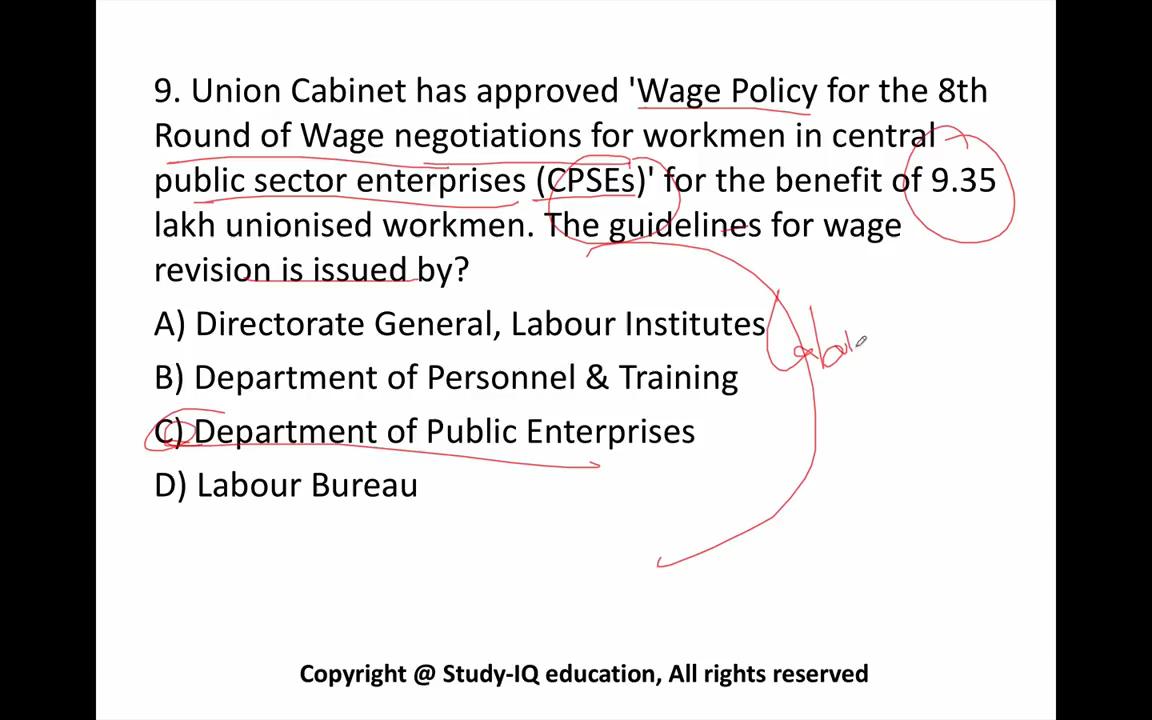 9. Union Cabinet has approved 'Wage Policy for the 8th
Round of Wage negotiations for workmen in central
public sector enterprises (CPSEs)' for the benefit of 9.35
lakh unionised workmen. The guidelines for wage
revision is issued by?
A) Directorate General, Labour Institutes
B) Department of Personnel & Training
C) Department of Public Enterprises
D) Labour Bureau
Copyright @ Study-IQ education, All rights reserved